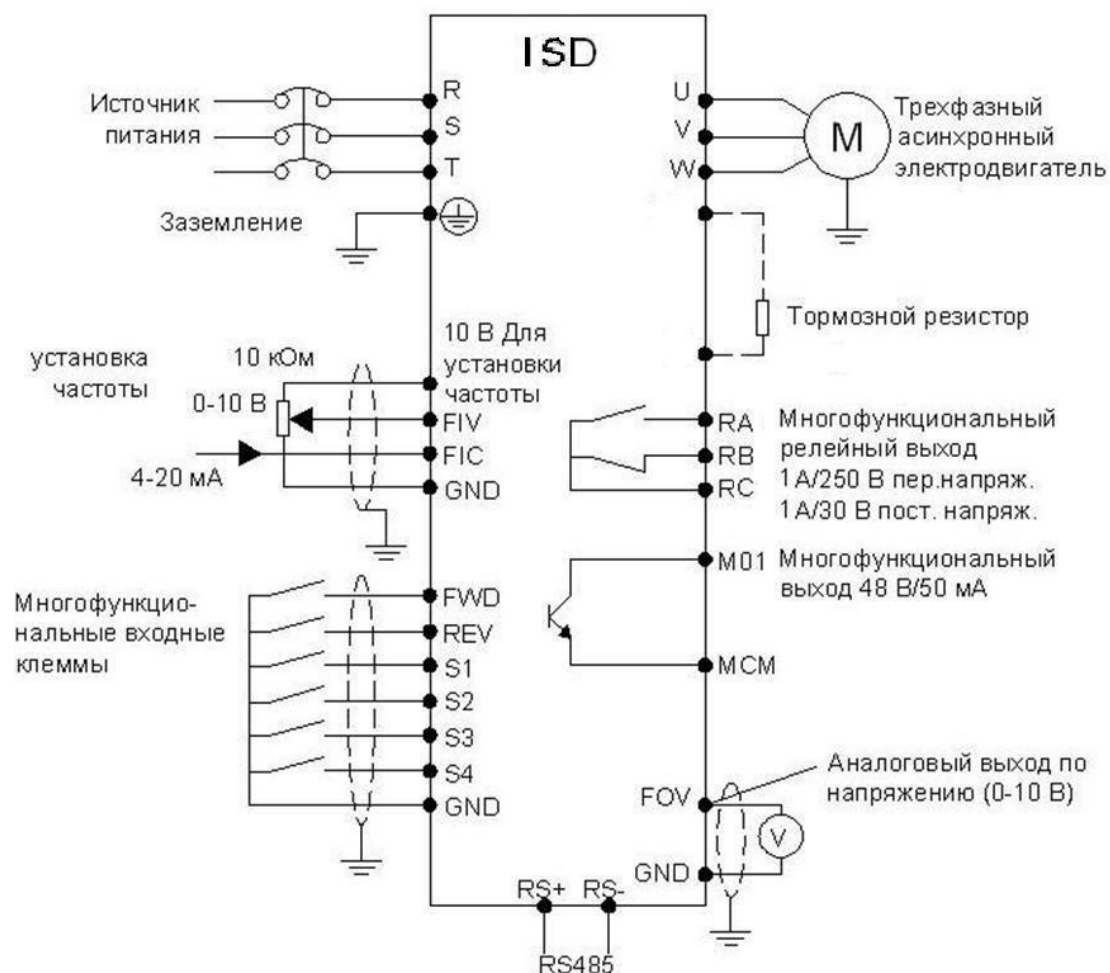 ISD
Источник
питания
R
S
T
Заземление
U
V
W
M
Трехфазный
асинхронный
электродвигатель
Тормозной резистор
установка
частоты
10 кОм
0-10 В
4-20 мА
10 В Для
установки
частоты
FIV
FIC
GND
RA
RB
RC
Многофункциональный
релейный выход
1А/250 В пер.напряж.
1А/30 В пост. напряж.
M01
Многофункциональный
выход 48 В/50 мА
MCM
Многофункцио-
нальные входные
клеммы
FWD
REV
S1
S2
S3
S4
GND
FOV
Аналоговый выход по
напряжению (0-10 В)
V
GND
RS+ RS-
RS485